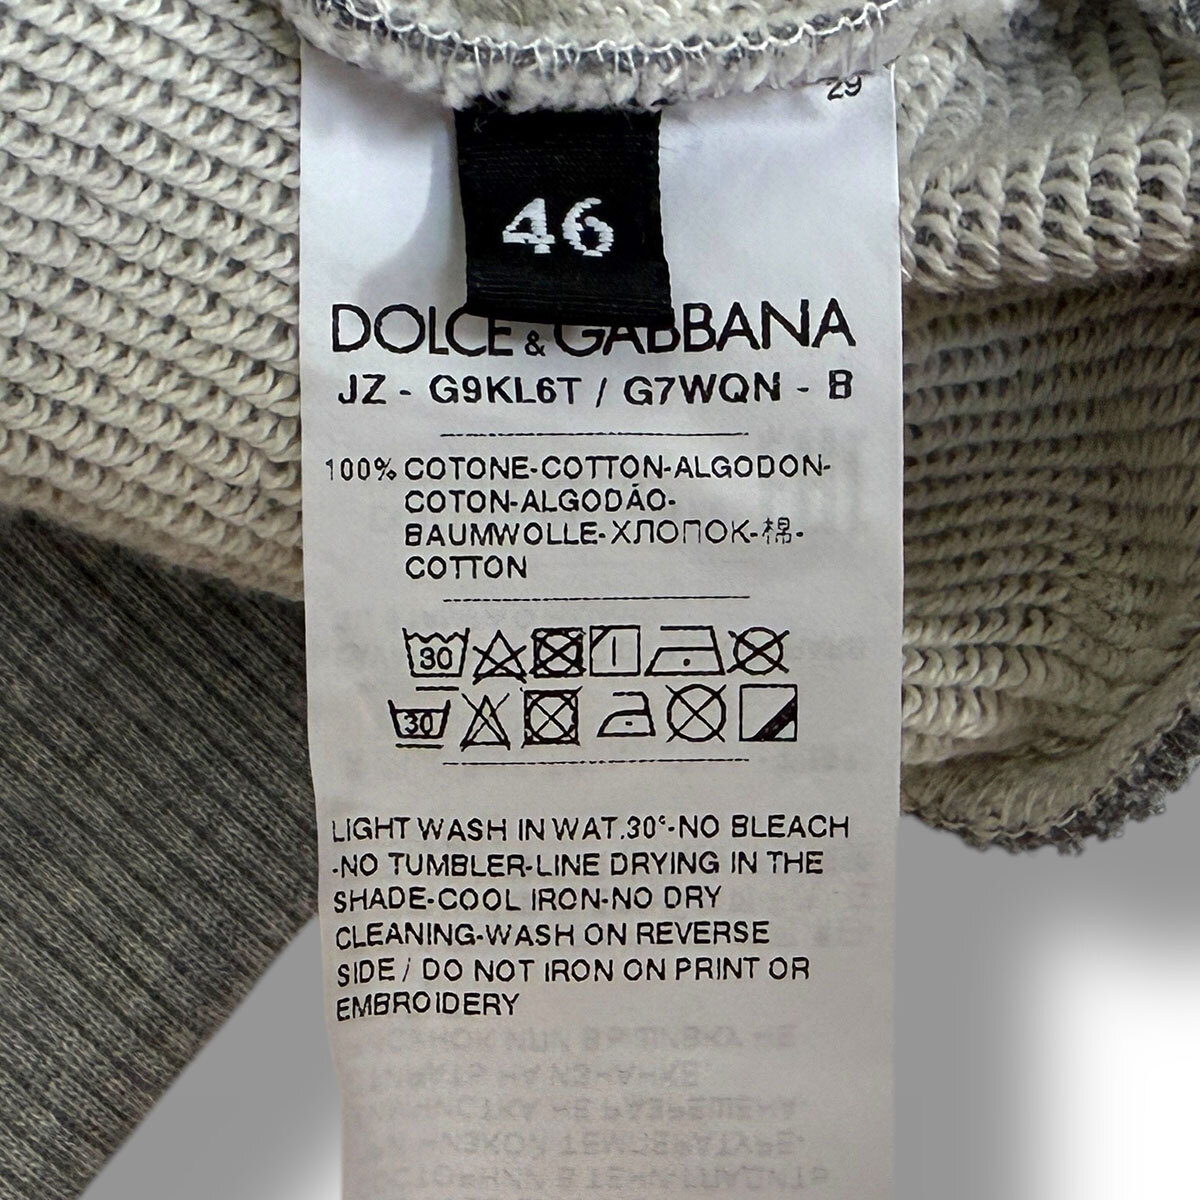 29
46
DOLCE & GABBANA
JZ - G9KL6T / G7WQN - B
100% COTONE-COTTON-ALGODON-
COTON-ALGODÃO-
BAUMWOLLE-ХЛОПОК-棉-
COTTON
30
30
LIGHT WASH IN WAT.30°-NO BLEACH
-NO TUMBLER-LINE DRYING IN THE
SHADE-COOL IRON-NO DRY
CLEANING-WASH ON REVERSE
SIDE/ DO NOT IRON ON PRINT OR
EMBROIDERY